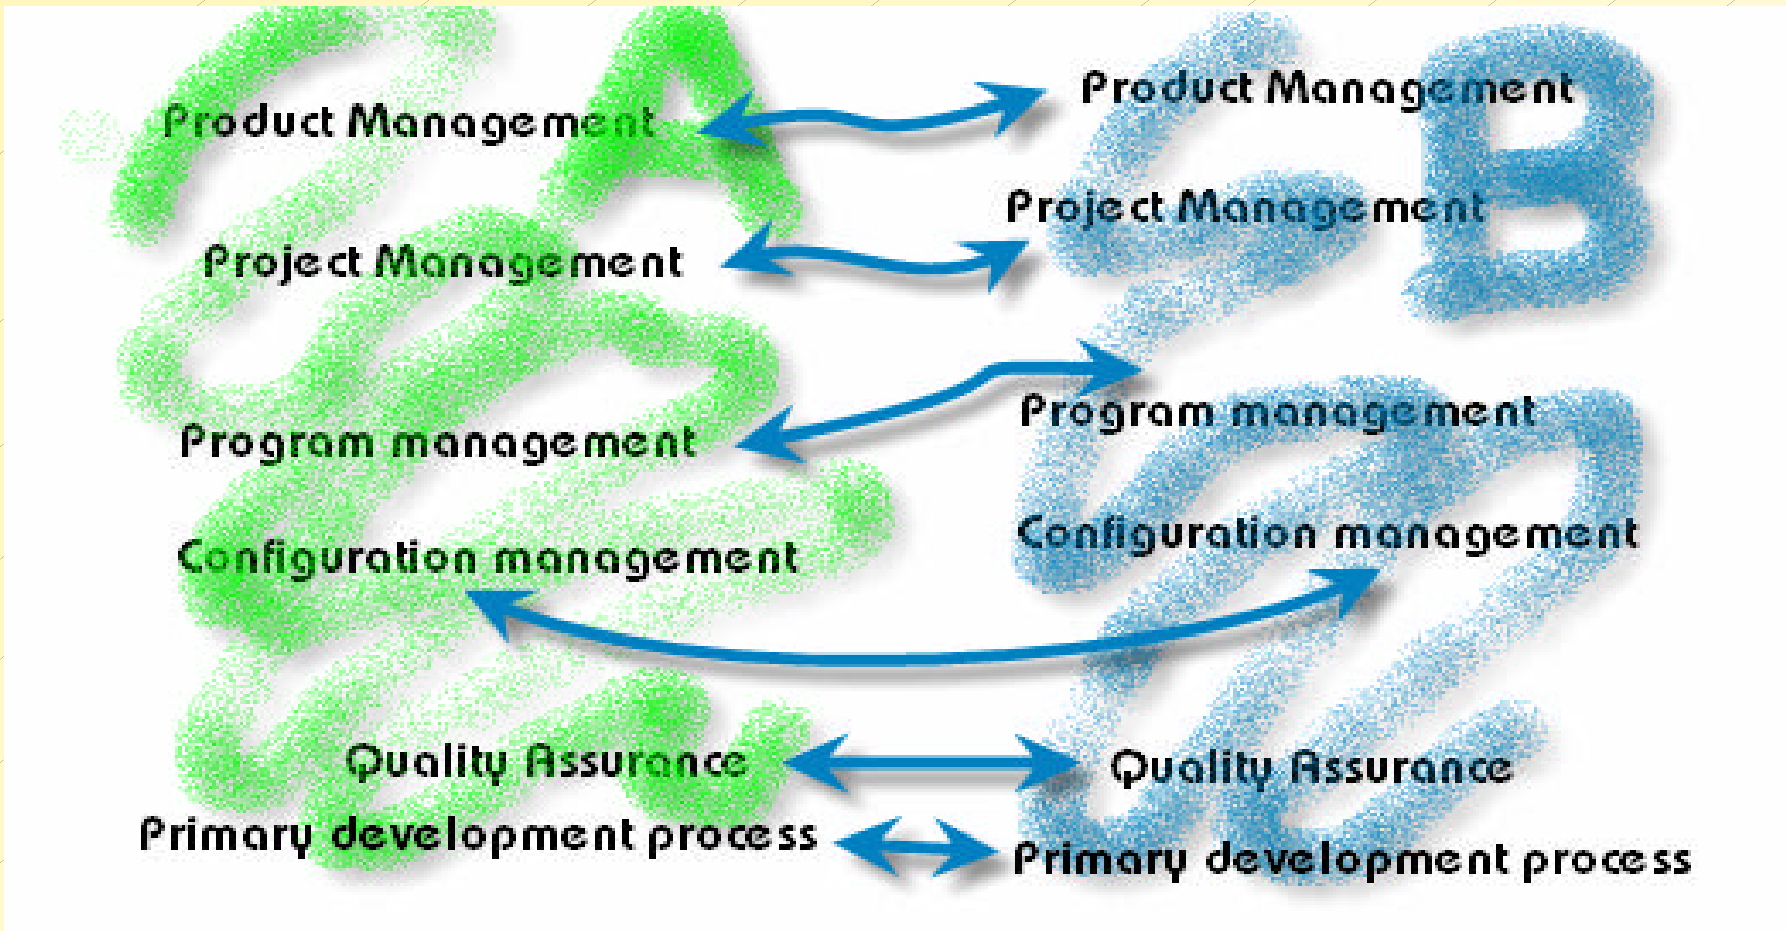 A
B
Product Management
Product Management
Project Management
Project Management
Program management
Program management
Configuration management
Configuration management
Quality Assurance
Quality Assurance
Primary development process
Primary development process